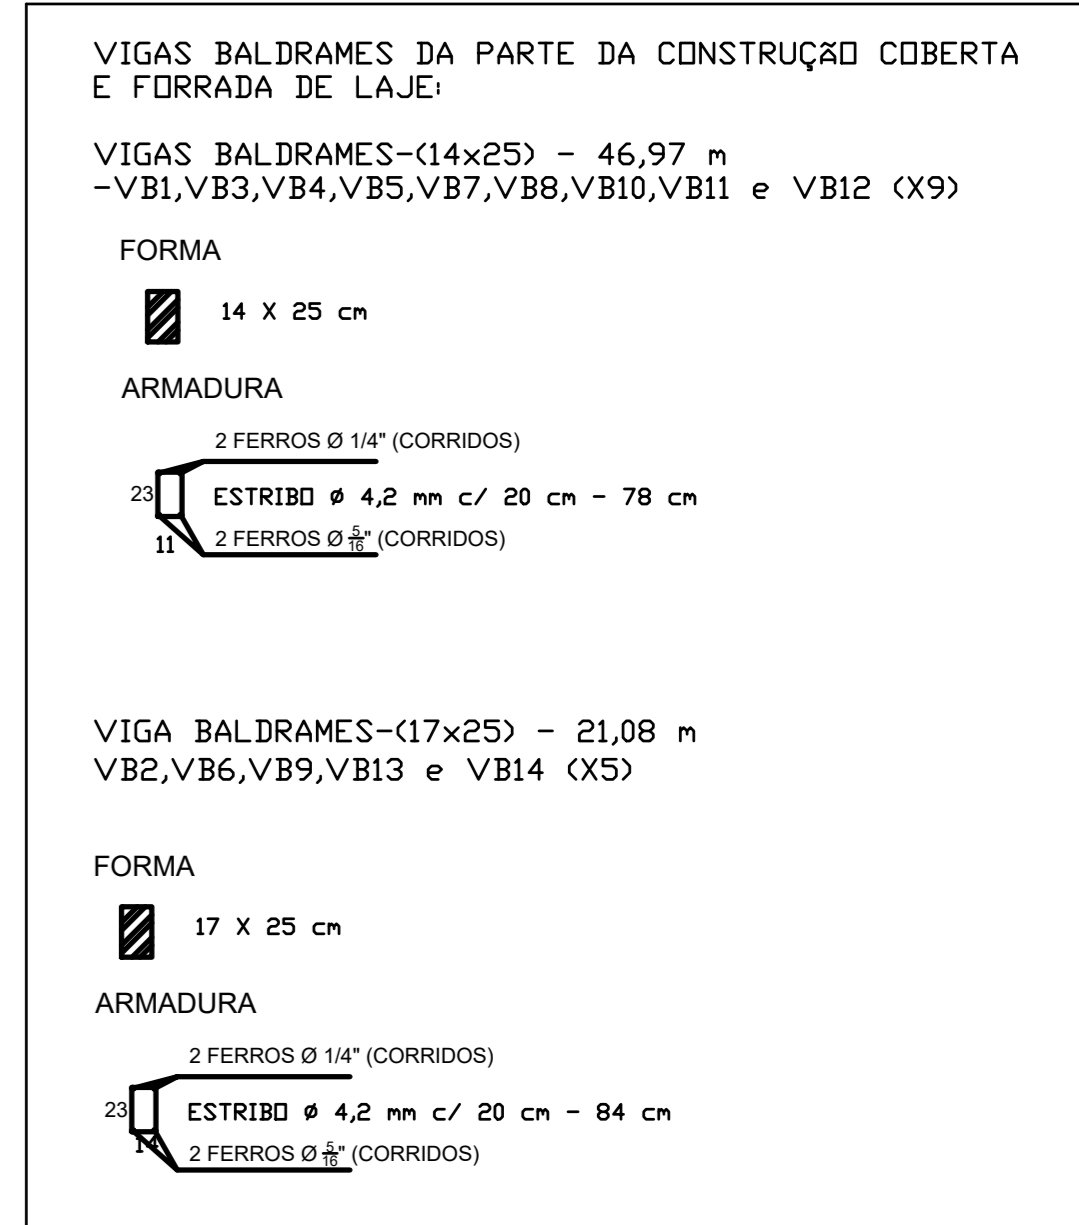 VIGAS BALDRAMES DA PARTE DA CONSTRUÇÃO COBERTA
E FORRADA DE LAJE:
VIGAS BALDRAMES-(14x25) - 46,97 m
-VB1,VB3,VB4,VB5,VB7,VB8,VB10,VB11 e VB12 (X9)
FORMA
14 X 25 cm
ARMADURA
2 FERROS Ø 1/4" (CORRIDOS)
23
ESTRIBO Ø 4,2 mm c/ 20 cm - 78 cm
11
2 FERROS Ø 5/16" (CORRIDOS)
VIGA BALDRAMES-(17x25) - 21,08 m
VB2,VB6,VB9,VB13 e VB14 (X5)
FORMA
17 X 25 cm
ARMADURA
2 FERROS Ø 1/4" (CORRIDOS)
23
ESTRIBO Ø 4,2 mm c/ 20 cm - 84 cm
14
2 FERROS Ø 5/16" (CORRIDOS)